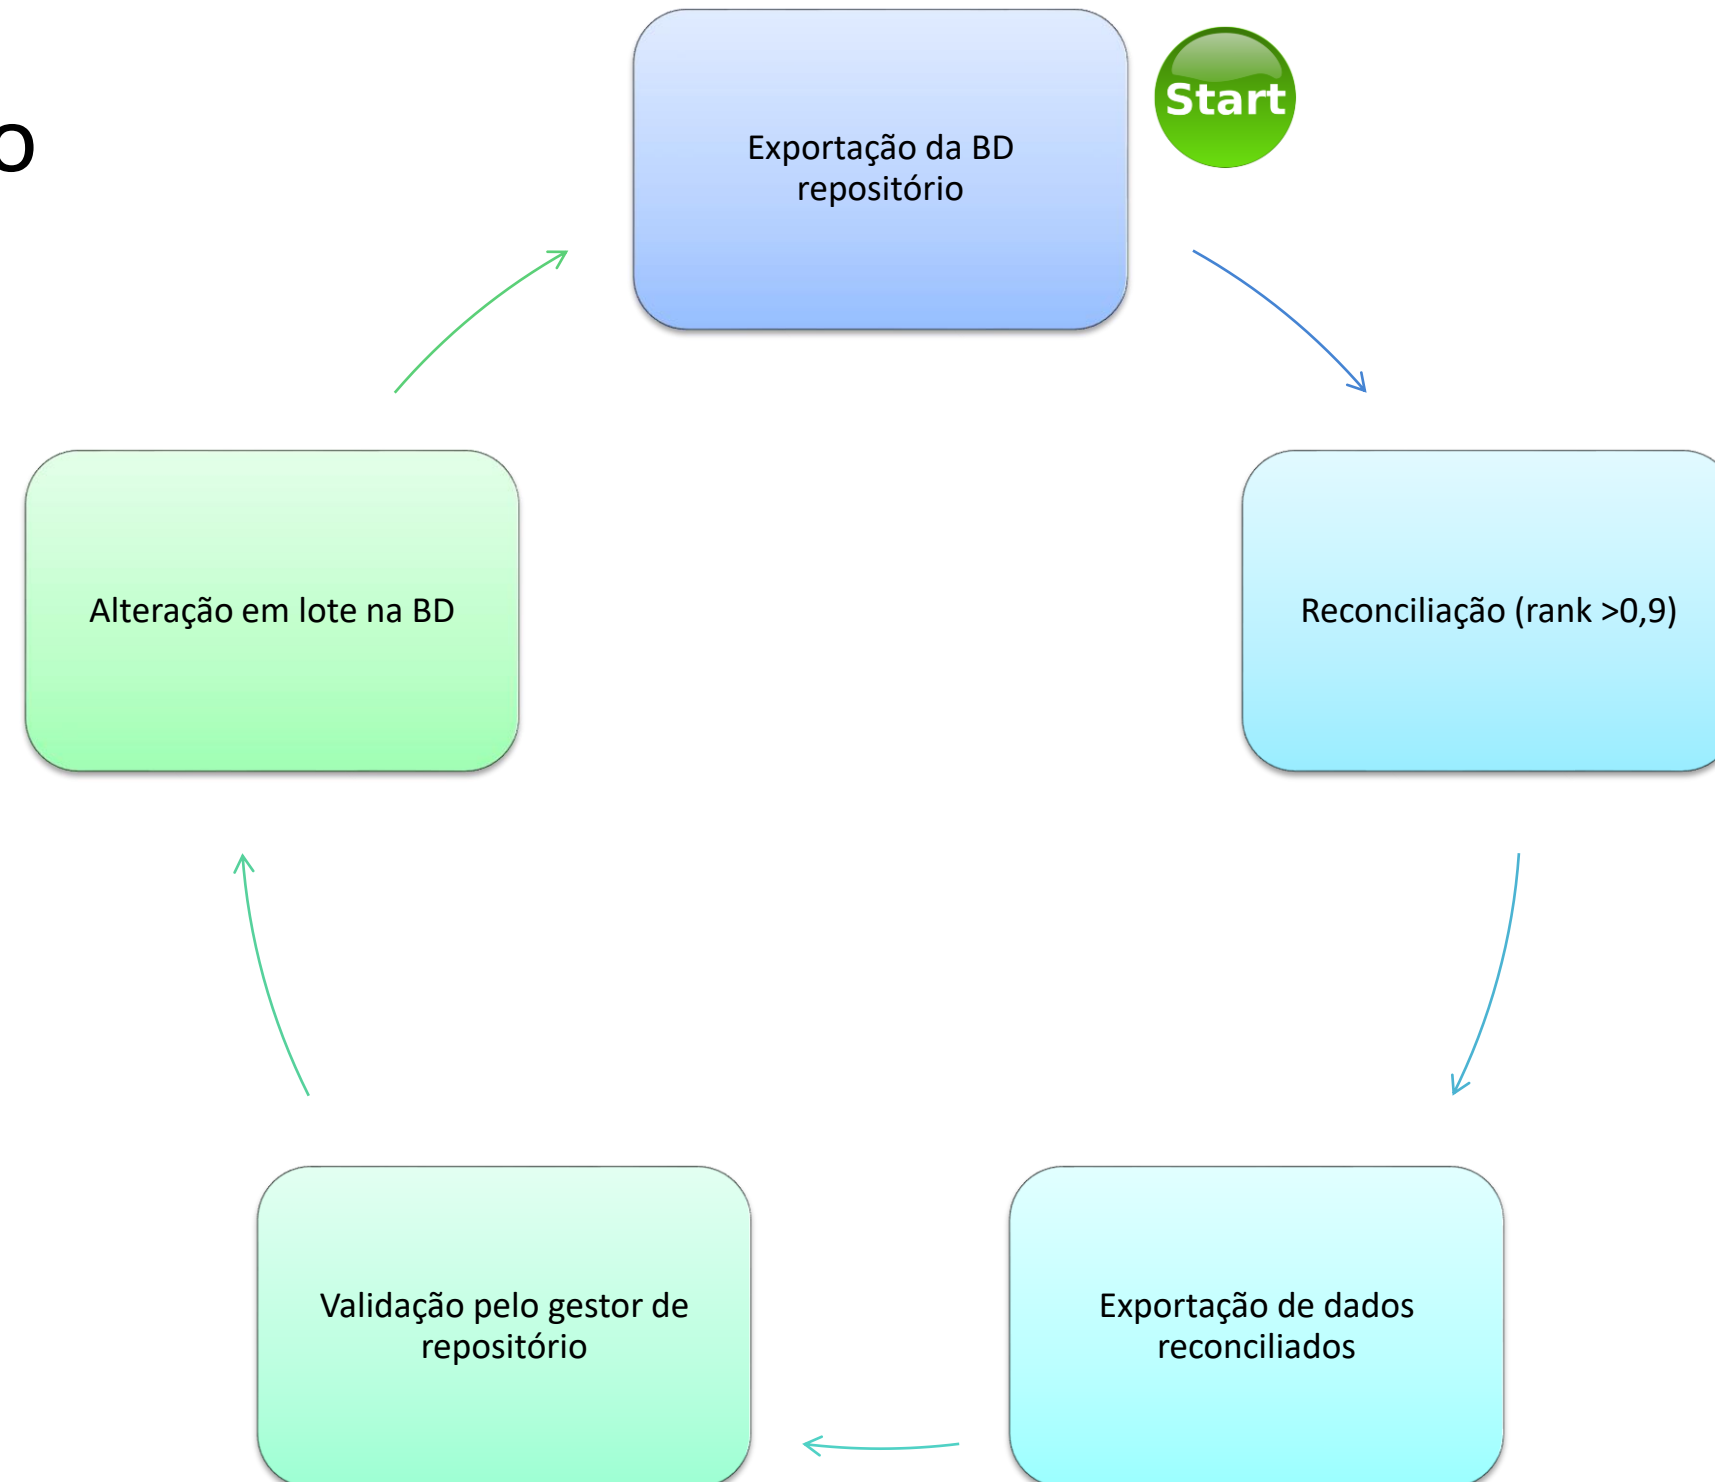 Exportação da BD
repositório
Start
Alteração em lote na BD
Reconciliação (rank >0,9)
Validação pelo gestor de
repositório
Exportação de dados
reconciliados